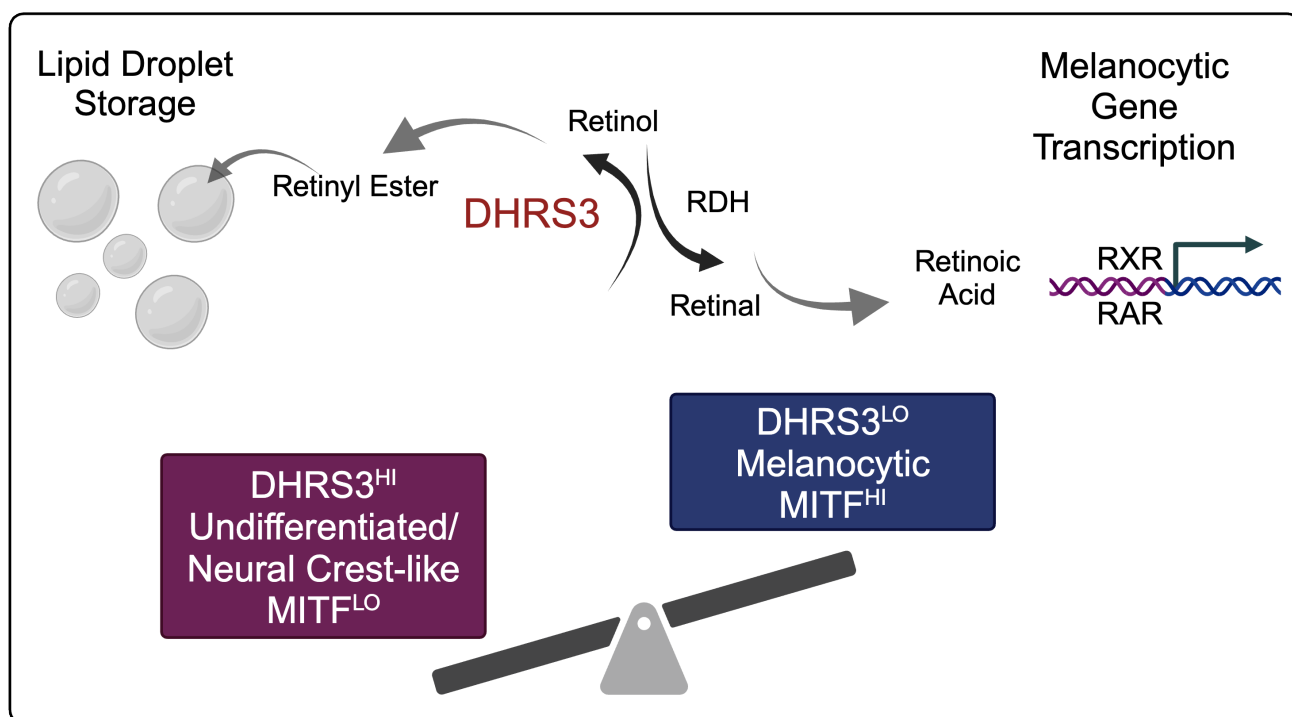 Lipid Droplet
Storage
Retinyl Ester
Retinol
DHRS3
RDH
Retinal
Retinoic
Acid
Melanocytic
Gene
Transcription
RXR
RAR
DHRS3ᴴᴵ
Undifferentiated/
Neural Crest-like
MITFᴸᴼ
DHRS3ᴸᴼ
Melanocytic
MITFᴴᴵ